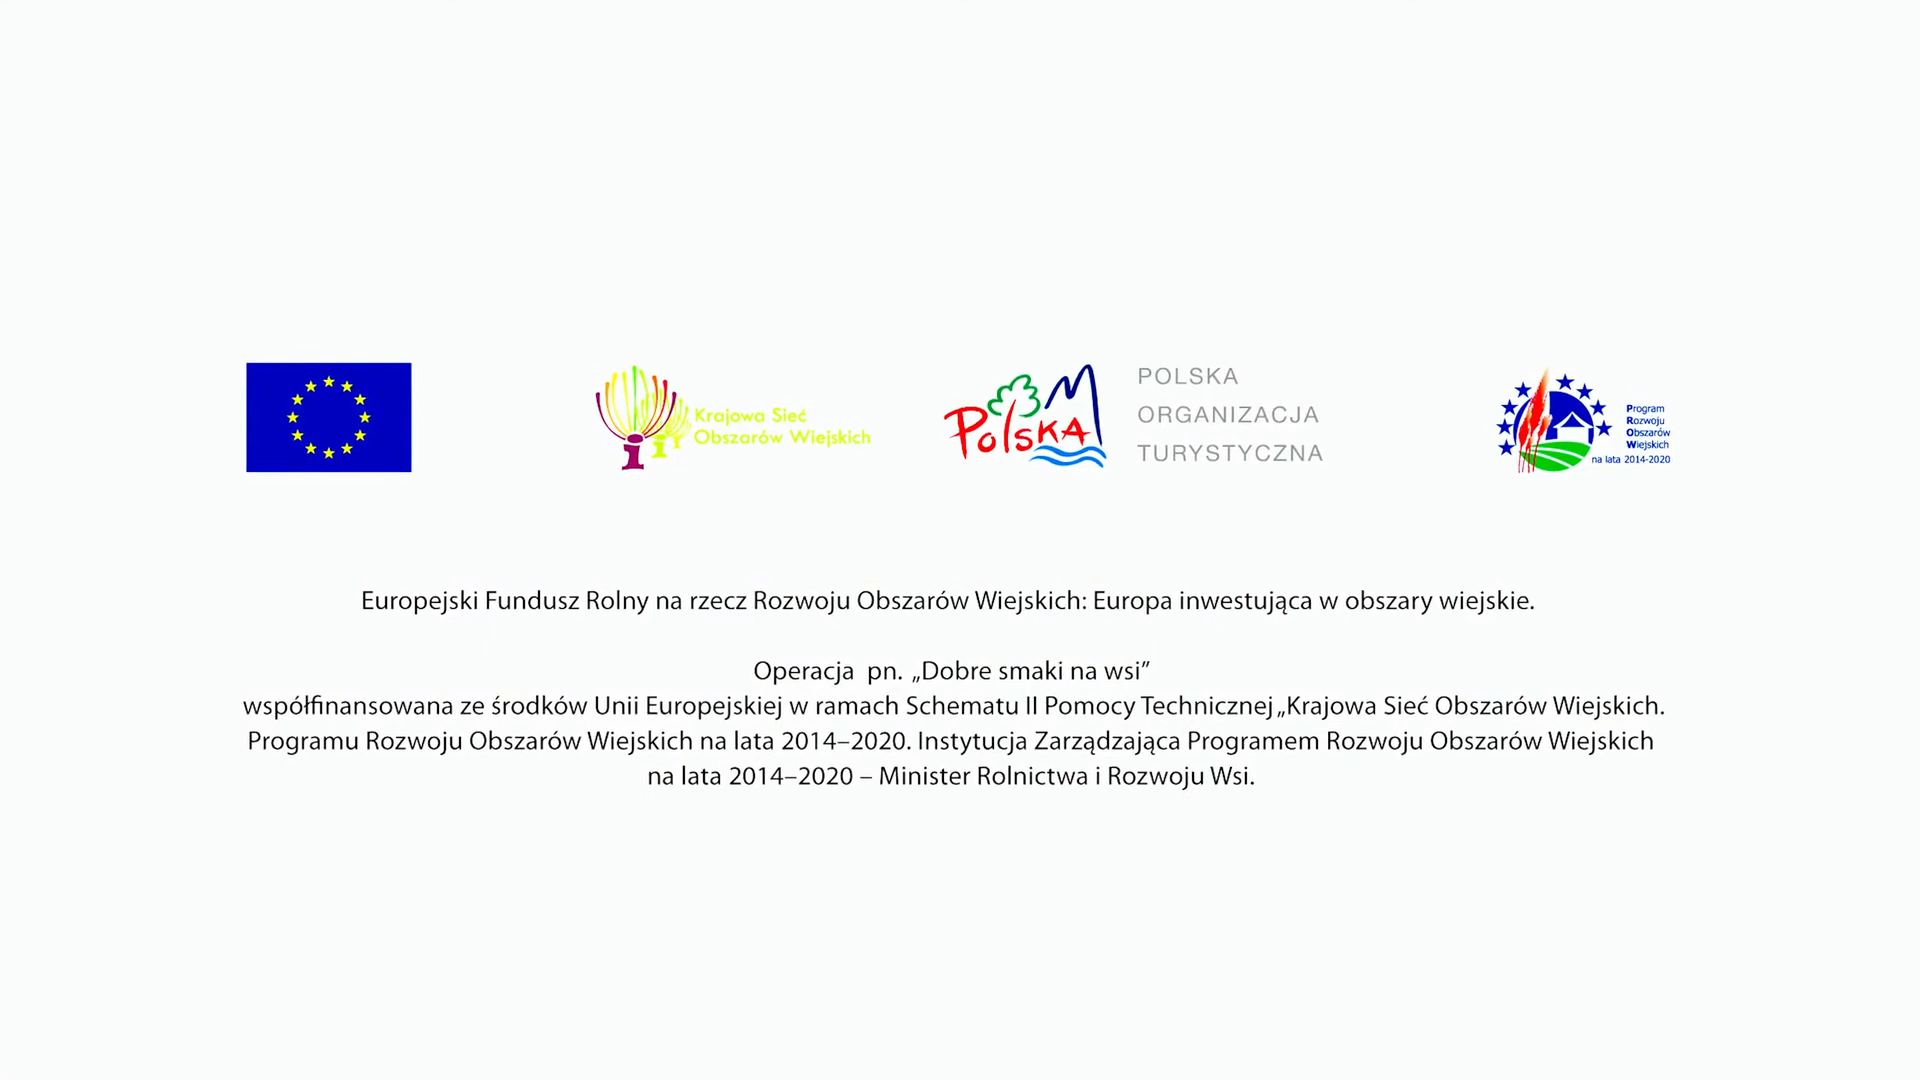 Krajowa Sieć
Obszarów Wiejskich
PolsKA
POLSKA
ORGANIZACJA
TURYSTYCZNA
Program
Rozwoju
Obszarów
Wiejskich
na lata 2014-2020
Europejski Fundusz Rolny na rzecz Rozwoju Obszarów Wiejskich: Europa inwestująca w obszary wiejskie.
Operacja pn. „Dobre smaki na wsi”
współfinansowana ze środków Unii Europejskiej w ramach Schematu II Pomocy Technicznej „Krajowa Sieć Obszarów Wiejskich.
Programu Rozwoju Obszarów Wiejskich na lata 2014–2020. Instytucja Zarządzająca Programem Rozwoju Obszarów Wiejskich
na lata 2014–2020 – Minister Rolnictwa i Rozwoju Wsi.